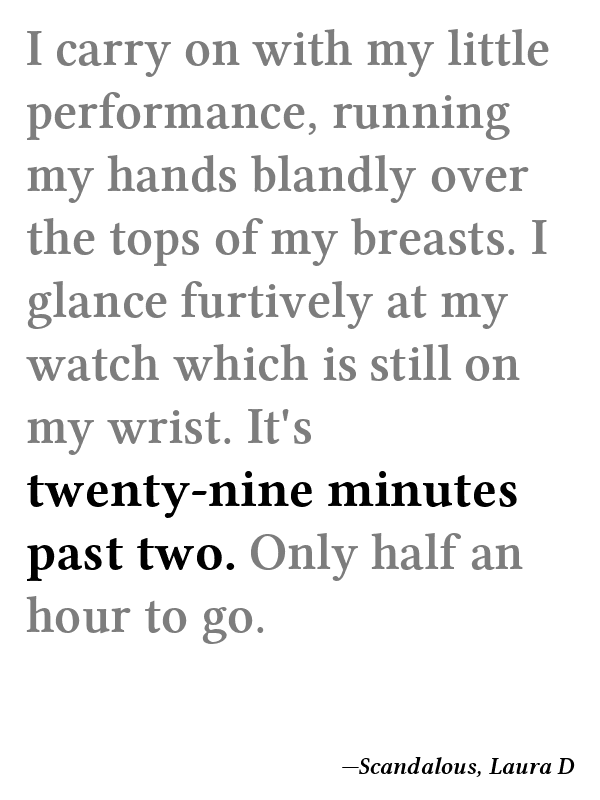 I carry on with my little
performance, running
my hands blandly over
the tops of my breasts. I
glance furtively at my
watch which is still on
my wrist. It's
twenty-nine minutes
past two. Only half an
hour to go.
—Scandalous, Laura D